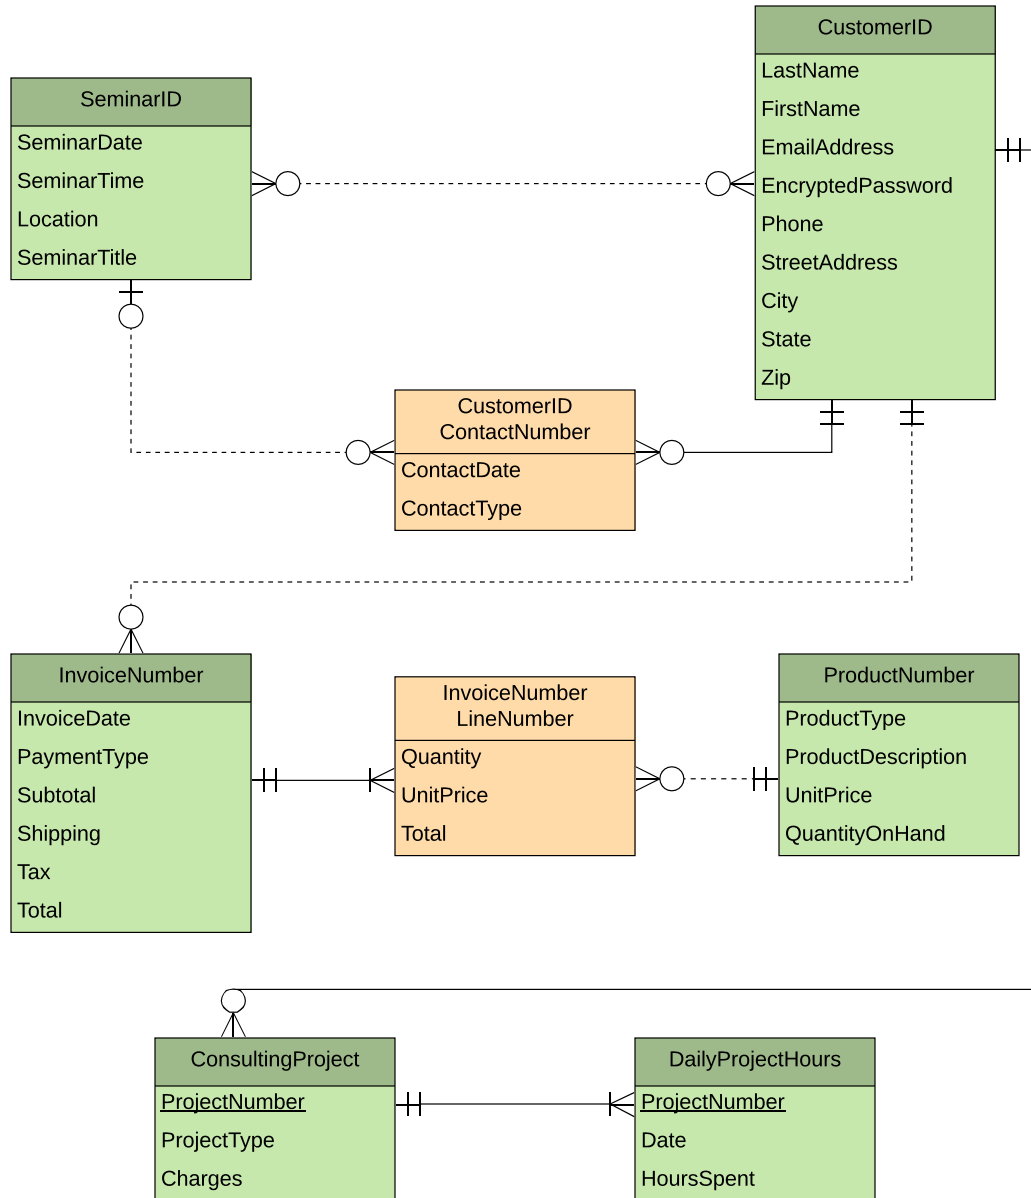 CustomerID
LastName
FirstName
EmailAddress
EncryptedPassword
Phone
StreetAddress
City
State
Zip
SeminarID
SeminarDate
SeminarTime
Location
SeminarTitle
CustomerID
ContactNumber
ContactDate
ContactType
InvoiceNumber
InvoiceDate
PaymentType
Subtotal
Shipping
Tax
Total
InvoiceNumber
LineNumber
Quantity
UnitPrice
Total
ProductNumber
ProductType
ProductDescription
UnitPrice
QuantityOnHand
ConsultingProject
ProjectNumber
ProjectType
Charges
DailyProjectHours
ProjectNumber
Date
HoursSpent